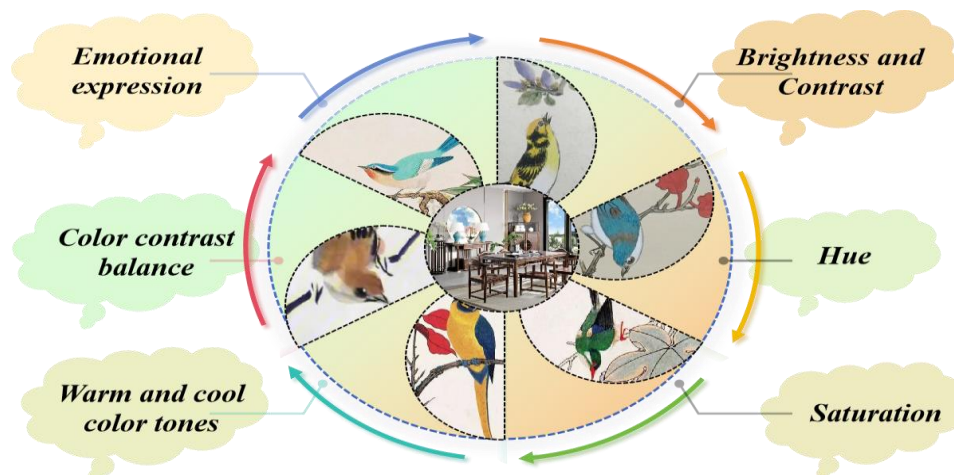 Emotional
expression
Brightness and
Contrast
Color contrast
balance
Hue
Warm and cool
color tones
Saturation